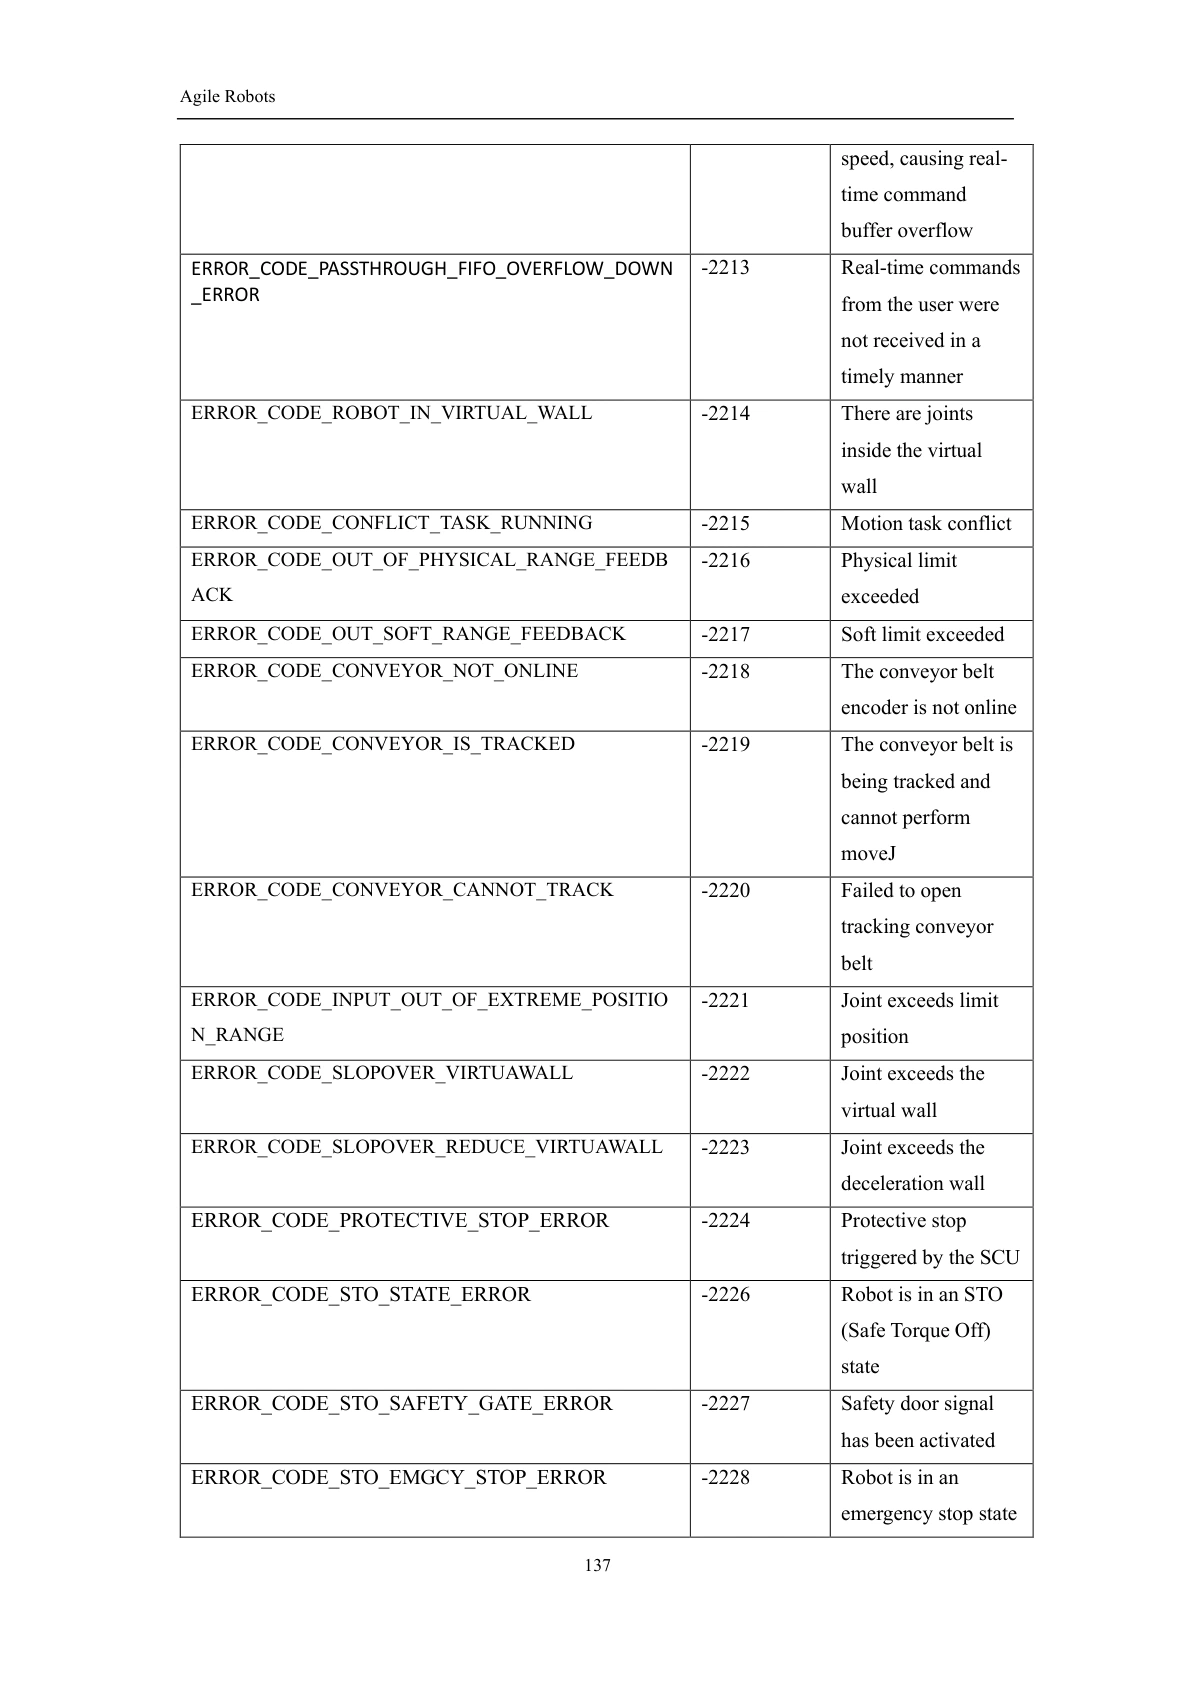 Agile Robots
speed, causing real-
time command
buffer overflow
ERROR_CODE_PASSTHROUGH_FIFO_OVERFLOW_DOWN
_ERROR
-2213
Real-time commands
from the user were
not received in a
timely manner
ERROR_CODE_ROBOT_IN_VIRTUAL_WALL
-2214
There are joints
inside the virtual
wall
ERROR_CODE_CONFLICT_TASK_RUNNING
-2215
Motion task conflict
ERROR_CODE_OUT_OF_PHYSICAL_RANGE_FEEDB
ACK
-2216
Physical limit
exceeded
ERROR_CODE_OUT_SOFT_RANGE_FEEDBACK
-2217
Soft limit exceeded
ERROR_CODE_CONVEYOR_NOT_ONLINE
-2218
The conveyor belt
encoder is not online
ERROR_CODE_CONVEYOR_IS_TRACKED
-2219
The conveyor belt is
being tracked and
cannot perform
moveJ
ERROR_CODE_CONVEYOR_CANNOT_TRACK
-2220
Failed to open
tracking conveyor
belt
ERROR_CODE_INPUT_OUT_OF_EXTREME_POSITIO
N_RANGE
-2221
Joint exceeds limit
position
ERROR_CODE_SLOPOVER_VIRTUAWALL
-2222
Joint exceeds the
virtual wall
ERROR_CODE_SLOPOVER_REDUCE_VIRTUAWALL
-2223
Joint exceeds the
deceleration wall
ERROR_CODE_PROTECTIVE_STOP_ERROR
-2224
Protective stop
triggered by the SCU
ERROR_CODE_STO_STATE_ERROR
-2226
Robot is in an STO
(Safe Torque Off)
state
ERROR_CODE_STO_SAFETY_GATE_ERROR
-2227
Safety door signal
has been activated
ERROR_CODE_STO_EMGCY_STOP_ERROR
-2228
Robot is in an
emergency stop state
137